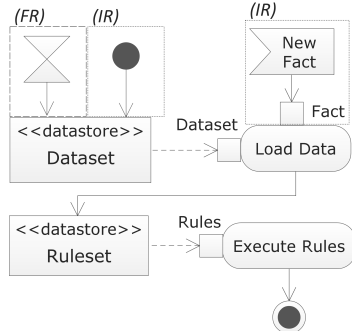 (FR)
(IR)
(IR)
New
Fact
Fact
<<datastore>>
Dataset
Dataset
Load Data
<<datastore>>
Ruleset
Rules
Execute Rules